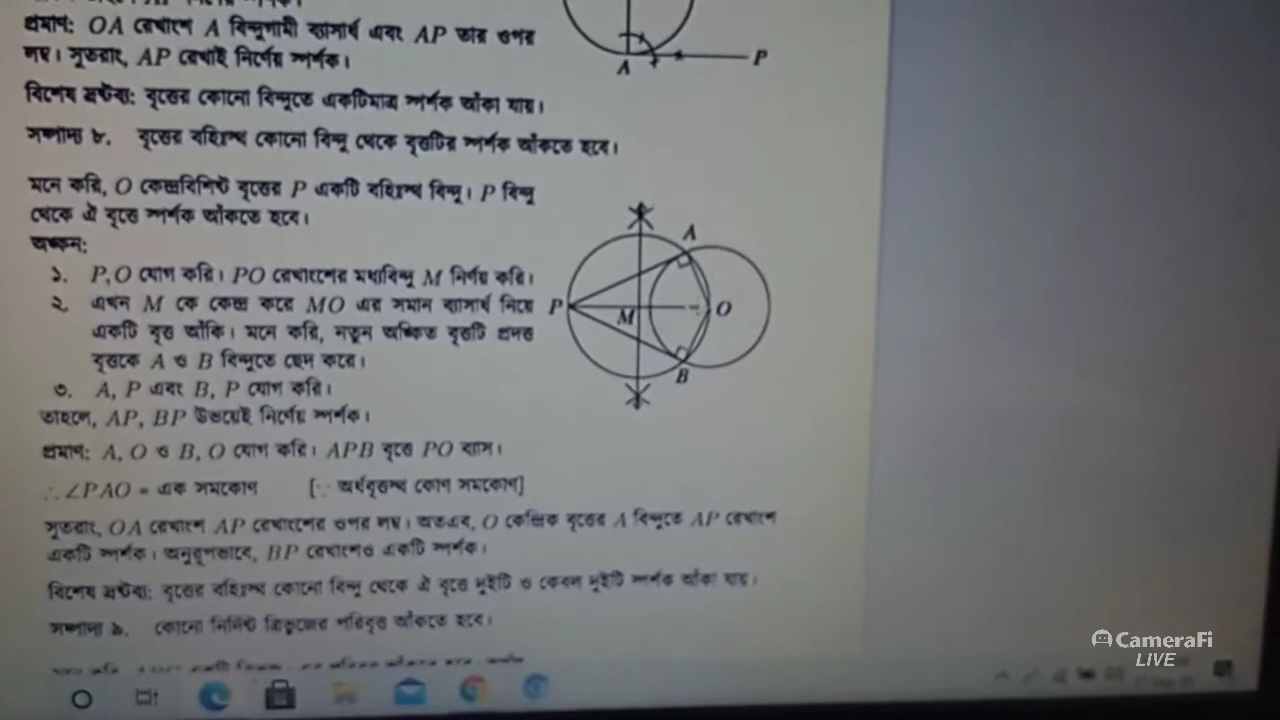 প্রমাণ: OA রেখাংশ A বিন্দুগামী ব্যাসার্ধ এবং AP তার ওপর
লম্ব। সুতরাং, AP রেখাই নির্ণেয় স্পর্শক।
A
P
বিশেষ দ্রষ্টব্য: বৃত্তের কোনো বিন্দুতে একটিমাত্র স্পর্শক আঁকা যায়।
সম্পাদ্য ৮. বৃত্তের বহিঃস্থ কোনো বিন্দু থেকে বৃত্তটির স্পর্শক আঁকতে হবে।
মনে করি, O কেন্দ্রবিশিষ্ট বৃত্তের P একটি বহিঃস্থ বিন্দু। P বিন্দু
থেকে ঐ বৃত্তে স্পর্শক আঁকতে হবে।
অঙ্কন:
১. P, O যোগ করি। PO রেখাংশের মধ্যবিন্দু M নির্ণয় করি।
২. এখন M কে কেন্দ্র করে MO এর সমান ব্যাসার্ধ নিয়ে
একটি বৃত্ত আঁকি। মনে করি, নতুন অঙ্কিত বৃত্তটি প্রদত্ত
বৃত্তকে A ও B বিন্দুতে ছেদ করে।
৩. A, P এবং B, P যোগ করি।
তাহলে, AP, BP উভয়েই নির্ণেয় স্পর্শক।
A
P
M
O
B
প্রমাণ: A, O ও B, O যোগ করি। APB বৃত্তে PO ব্যাস।
∴ ∠PAO = এক সমকোণ [∵ অর্ধবৃত্তস্থ কোণ সমকোণ]
সুতরাং, OA রেখাংশ AP রেখাংশের ওপর লম্ব। অতএব, O কেন্দ্রিক বৃত্তের A বিন্দুতে AP রেখাংশ
একটি স্পর্শক। অনুরূপভাবে, BP রেখাংশও একটি স্পর্শক।
বিশেষ দ্রষ্টব্য: বৃত্তের বহিঃস্থ কোনো বিন্দু থেকে ঐ বৃত্তে দুইটি ও কেবল দুইটি স্পর্শক আঁকা যায়।
সম্পাদ্য ৯. কোনো নির্দিষ্ট ত্রিভুজের পরিবৃত্ত আঁকতে হবে।
CameraFi
LIVE